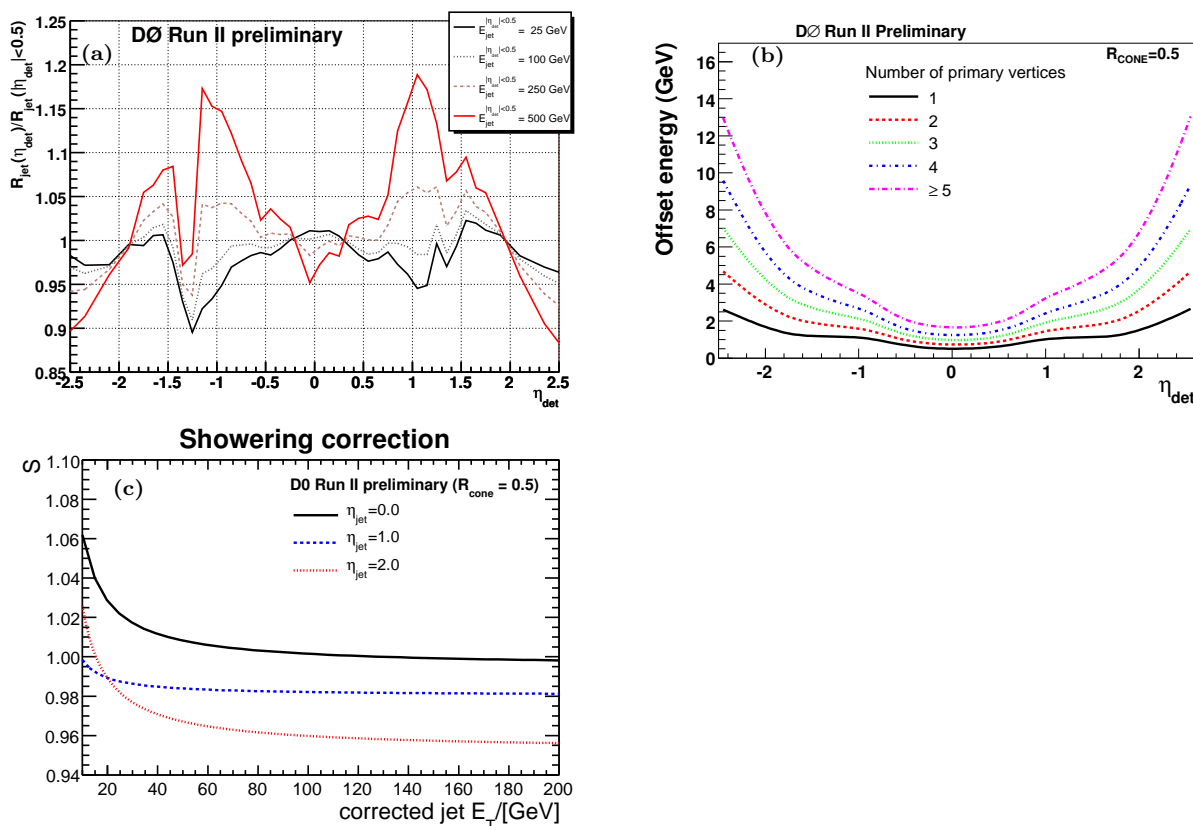 (a)
DØ Run II preliminary
E_jet^|η_det|<0.5 = 25 GeV
E_jet^|η_det|<0.5 = 100 GeV
E_jet^|η_det|<0.5 = 250 GeV
E_jet^|η_det|<0.5 = 500 GeV
R_jet(η_det)/R_jet(|η_det|<0.5)
1.25
1.2
1.15
1.1
1.05
1
0.95
0.9
0.85
-2.5 -2 -1.5 -1 -0.5 0 0.5 1 1.5 2 2.5
η_det
DØ Run II Preliminary
(b)
R_CONE=0.5
Number of primary vertices
1
2
3
4
≥ 5
Offset energy (GeV)
16
14
12
10
8
6
4
2
0
-2 -1 0 1 2
η_det
Showering correction
(c)
D0 Run II preliminary (R_cone = 0.5)
η_jet=0.0
η_jet=1.0
η_jet=2.0
S
1.10
1.08
1.06
1.04
1.02
1.00
0.98
0.96
0.94
20 40 60 80 100 120 140 160 180 200
corrected jet E_T/[GeV]